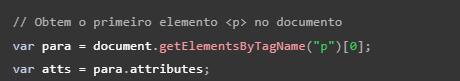 // Obtem o primeiro elemento <p> no documento
var para = document.getElementsByTagName("p")[0];
var atts = para.attributes;